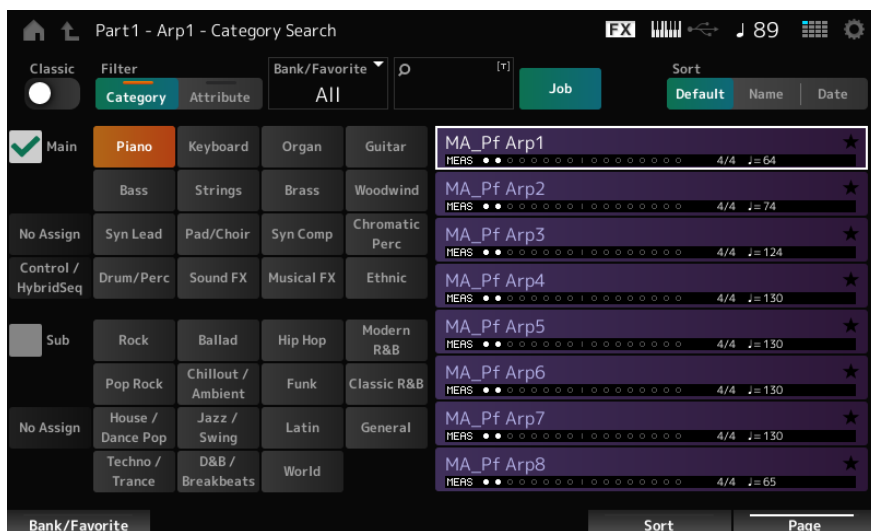 Part1 - Arp1 - Category Search FX 89
Classic Filter Bank/Favorite [T] Sort
Category Attribute All Job Default Name Date
Main Piano Keyboard Organ Guitar
Bass Strings Brass Woodwind
No Assign Syn Lead Pad/Choir Syn Comp Chromatic
Perc
Control /
HybridSeq Drum/Perc Sound FX Musical FX Ethnic
Sub Rock Ballad Hip Hop Modern
R&B
Pop Rock Chillout /
Ambient Funk Classic R&B
No Assign House /
Dance Pop Jazz /
Swing Latin General
Techno /
Trance D&B /
Breakbeats World
MA_Pf Arp1
MEAS 4/4 ♩=64
MA_Pf Arp2
MEAS 4/4 ♩=74
MA_Pf Arp3
MEAS 4/4 ♩=124
MA_Pf Arp4
MEAS 4/4 ♩=130
MA_Pf Arp5
MEAS 4/4 ♩=130
MA_Pf Arp6
MEAS 4/4 ♩=130
MA_Pf Arp7
MEAS 4/4 ♩=130
MA_Pf Arp8
MEAS 4/4 ♩=65
Bank/Favorite Sort Page